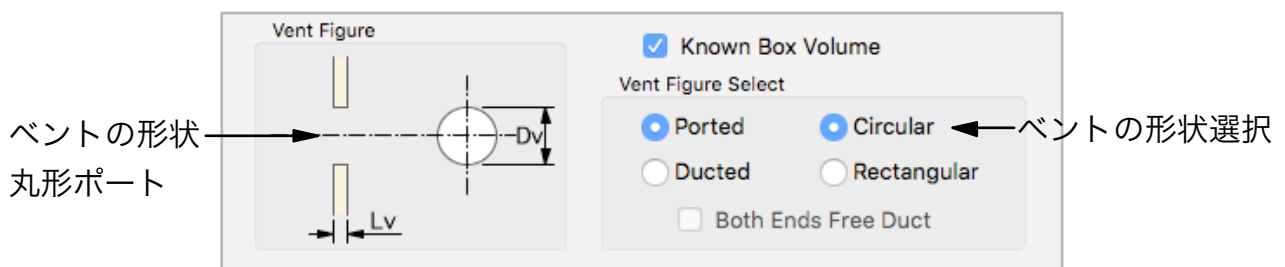 Vent Figure
Known Box Volume
Vent Figure Select
ベントの形状
丸形ポート
Dv
Lv
Ported
Circular
ベントの形状選択
Ducted
Rectangular
Both Ends Free Duct